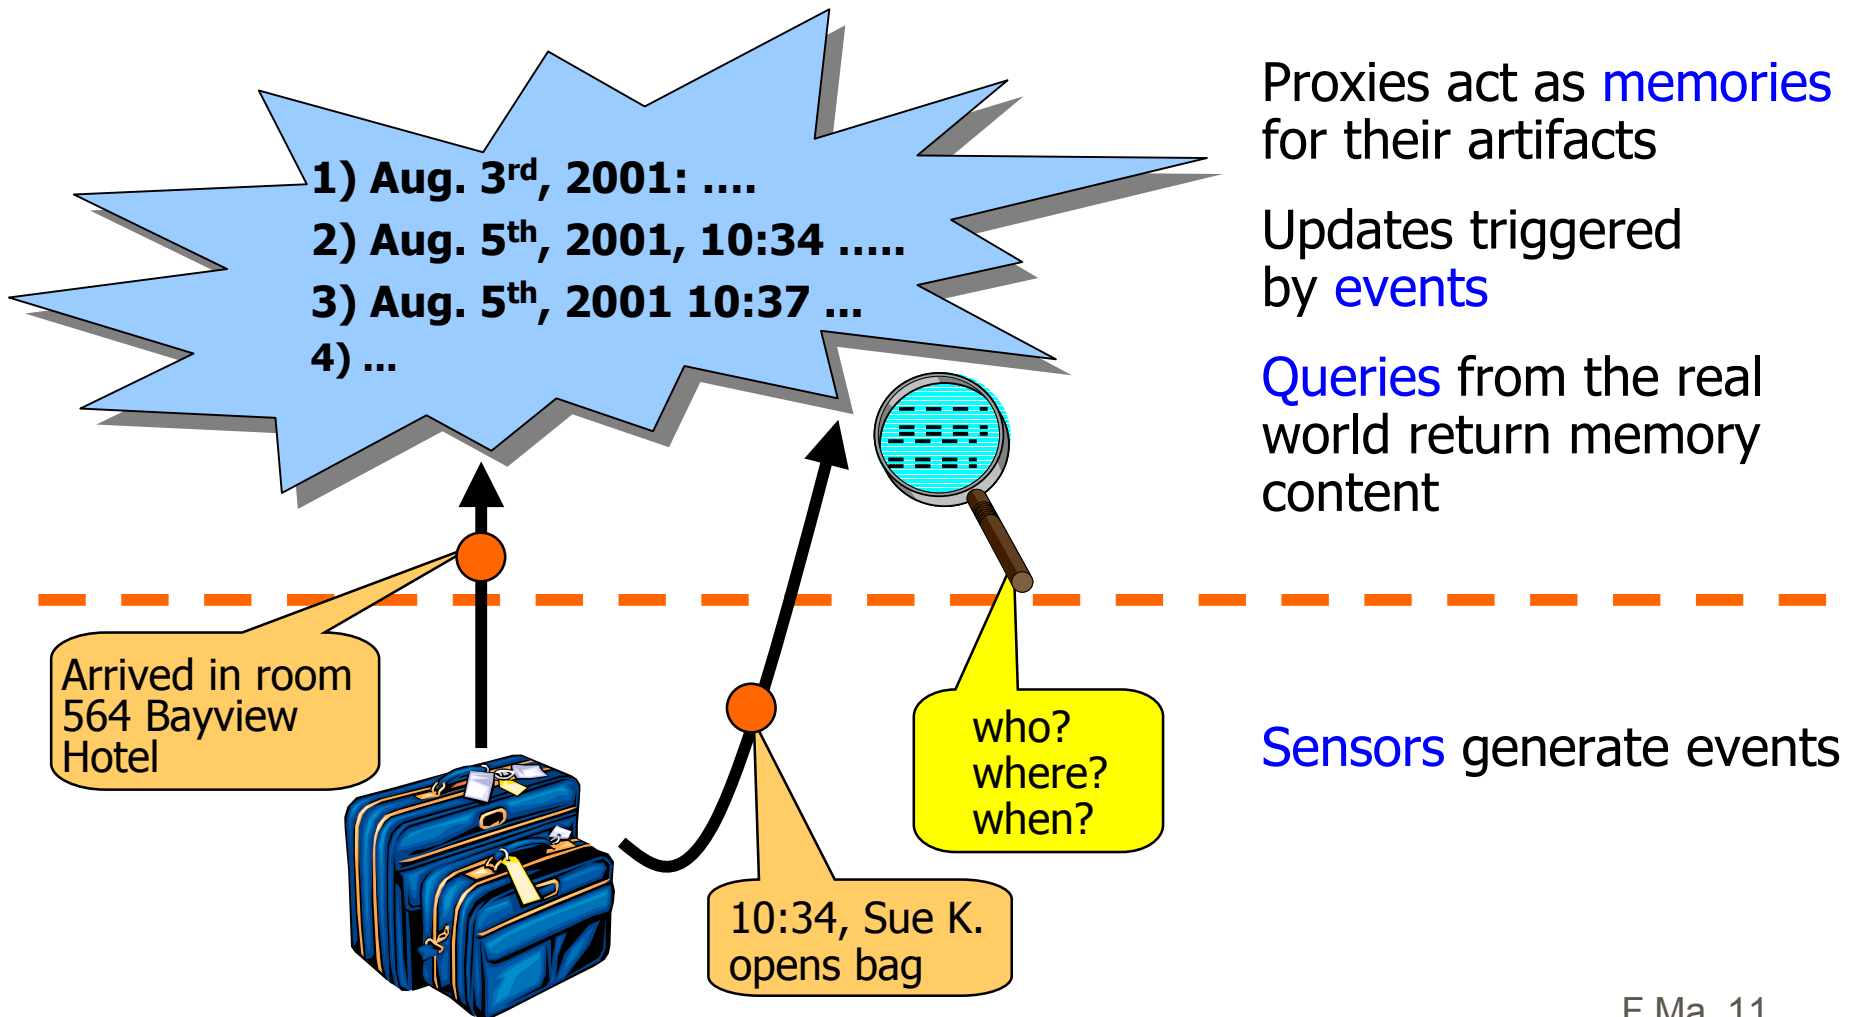 1) Aug. 3rd, 2001: ....
2) Aug. 5th, 2001, 10:34 .....
3) Aug. 5th, 2001 10:37 ...
4) ...
Proxies act as memories
for their artifacts
Updates triggered
by events
Queries from the real
world return memory
content
Arrived in room
564 Bayview
Hotel
who?
where?
when?
Sensors generate events
10:34, Sue K.
opens bag
F.Ma. 11